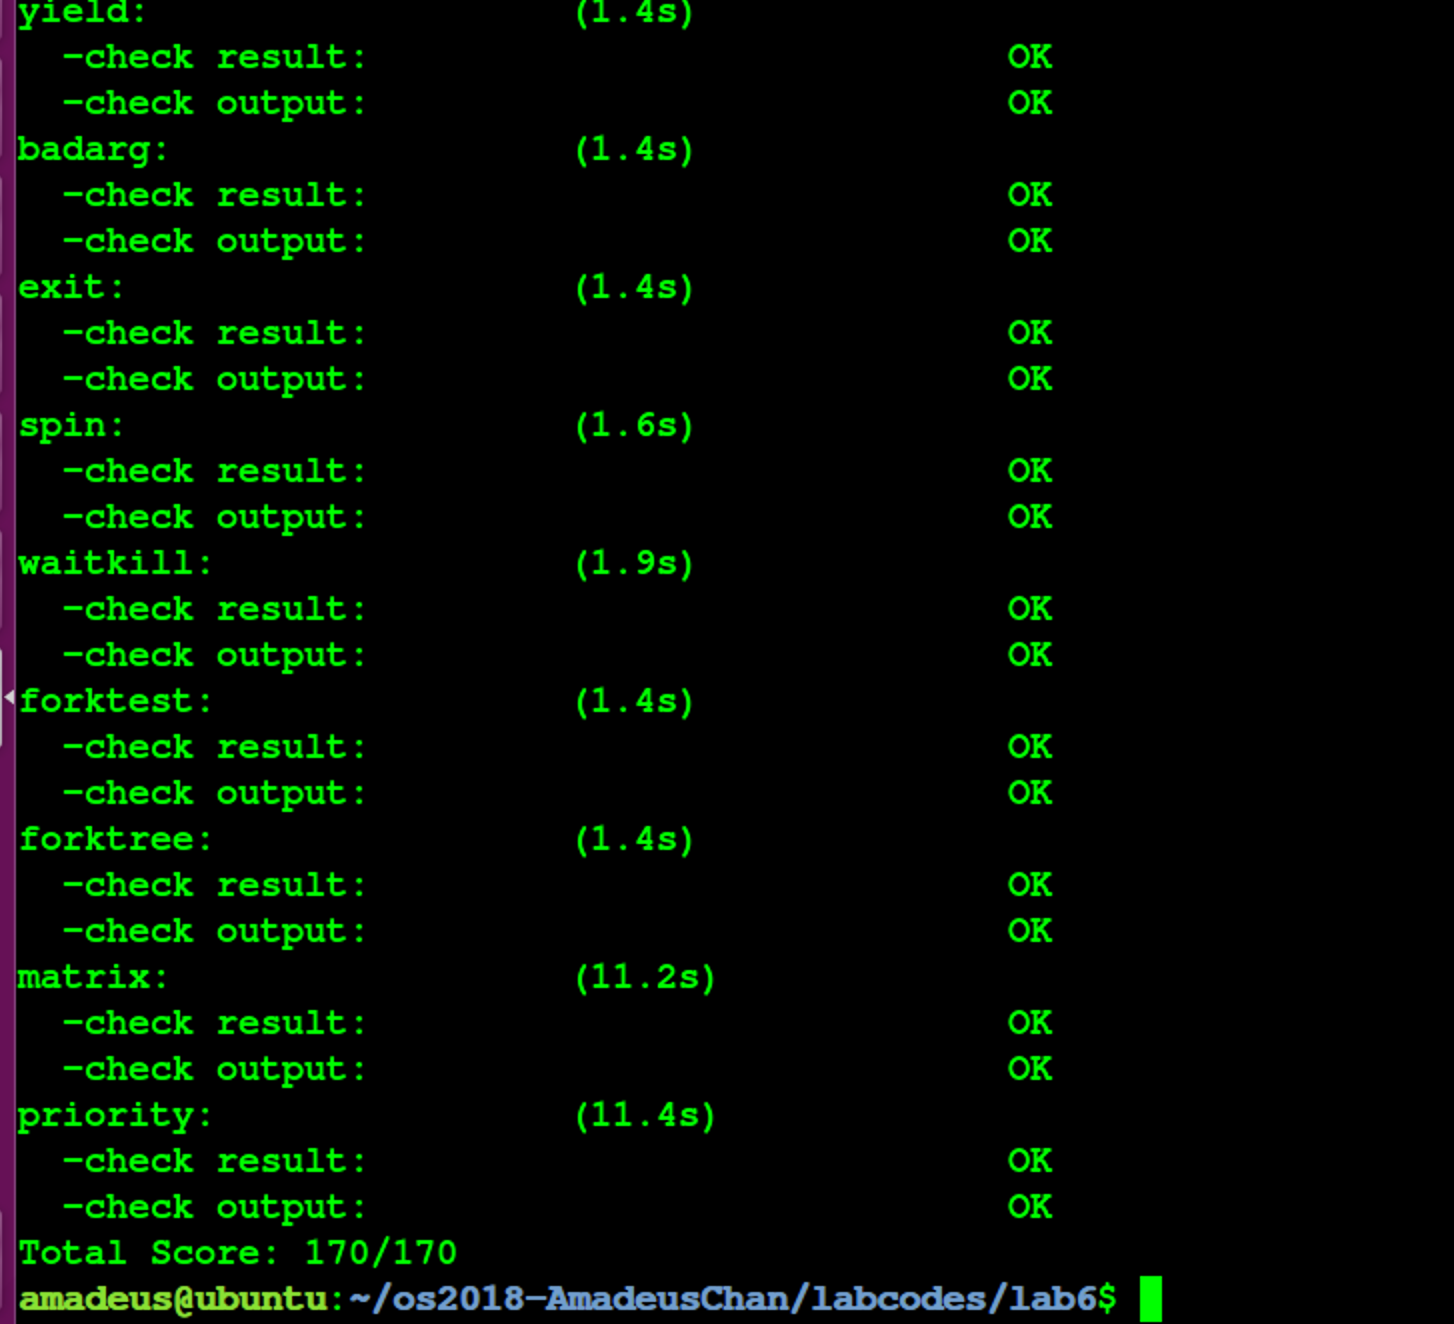 yield:                   (1.4s)
  -check result:                             OK
  -check output:                             OK
badarg:                  (1.4s)
  -check result:                             OK
  -check output:                             OK
exit:                    (1.4s)
  -check result:                             OK
  -check output:                             OK
spin:                    (1.6s)
  -check result:                             OK
  -check output:                             OK
waitkill:                (1.9s)
  -check result:                             OK
  -check output:                             OK
forktest:                (1.4s)
  -check result:                             OK
  -check output:                             OK
forktree:                (1.4s)
  -check result:                             OK
  -check output:                             OK
matrix:                  (11.2s)
  -check result:                             OK
  -check output:                             OK
priority:                (11.4s)
  -check result:                             OK
  -check output:                             OK
Total Score: 170/170
amadeus@ubuntu:~/os2018-AmadeusChan/labcodes/lab6$